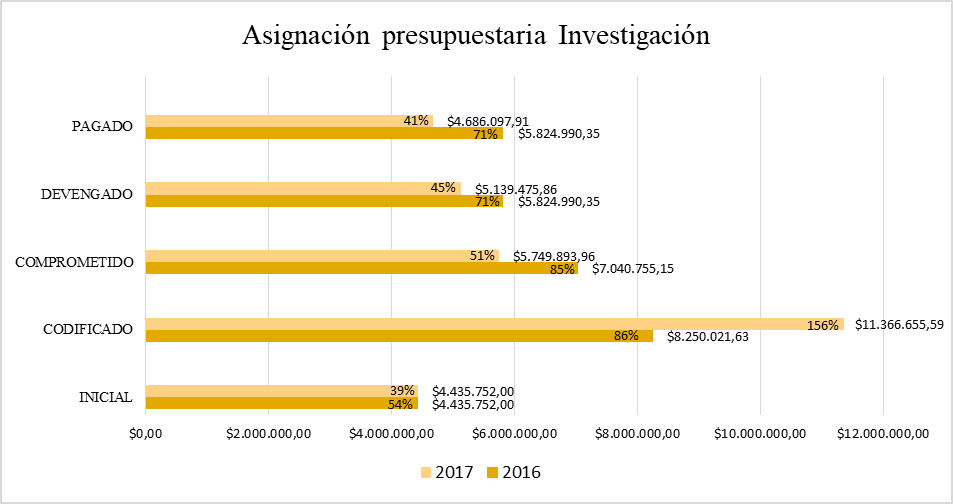 Asignación presupuestaria Investigación
PAGADO
41% $4.686.097,91
71% $5.824.990,35
DEVENGADO
45% $5.139.475,86
71% $5.824.990,35
COMPROMETIDO
51% $5.749.893,96
85% $7.040.755,15
CODIFICADO
156% $11.366.655,59
86% $8.250.021,63
INICIAL
39% $4.435.752,00
54% $4.435.752,00
$0,00 $2.000.000,00 $4.000.000,00 $6.000.000,00 $8.000.000,00 $10.000.000,00 $12.000.000,00
2017 2016